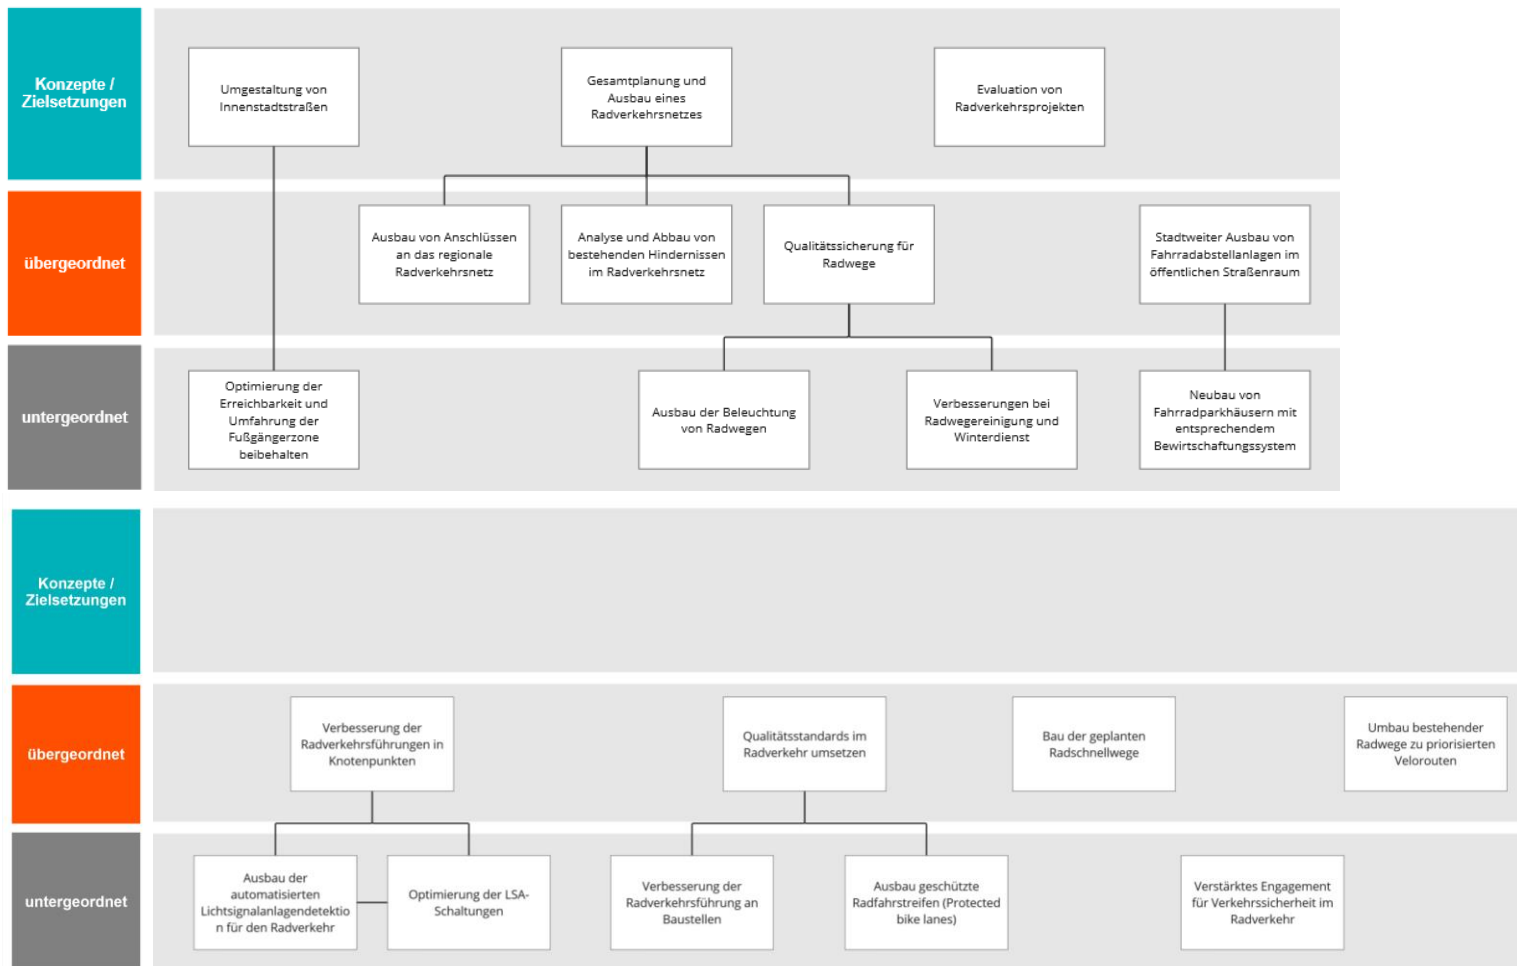 Konzepte /
Zielsetzungen
Umgestaltung von
Innenstadtstraßen
Gesamtplanung und
Ausbau eines
Radverkehrsnetzes
Evaluation von
Radverkehrsprojekten
übergeordnet
Ausbau von Anschlüssen
an das regionale
Radverkehrsnetz
Analyse und Abbau von
bestehenden Hindernissen
im Radverkehrsnetz
Qualitätssicherung für
Radwege
Stadtweiter Ausbau von
Fahrradabstellanlagen im
öffentlichen Straßenraum
untergeordnet
Optimierung der
Erreichbarkeit und
Umfahrung der
Fußgängerzone
beibehalten
Ausbau der Beleuchtung
von Radwegen
Verbesserungen bei
Radwegereinigung und
Winterdienst
Neubau von
Fahrradparkhäusern mit
entsprechendem
Bewirtschaftungssystem
Konzepte /
Zielsetzungen
übergeordnet
Verbesserung der
Radverkehrsführungen in
Knotenpunkten
Qualitätsstandards im
Radverkehr umsetzen
Bau der geplanten
Radschnellwege
Umbau bestehender
Radwege zu priorisierten
Velorouten
untergeordnet
Ausbau der
automatisierten
Lichtsignalanlagendetektio
n für den Radverkehr
Optimierung der LSA-
Schaltungen
Verbesserung der
Radverkehrsführung an
Baustellen
Ausbau geschützte
Radfahrstreifen (Protected
bike lanes)
Verstärktes Engagement
für Verkehrssicherheit im
Radverkehr